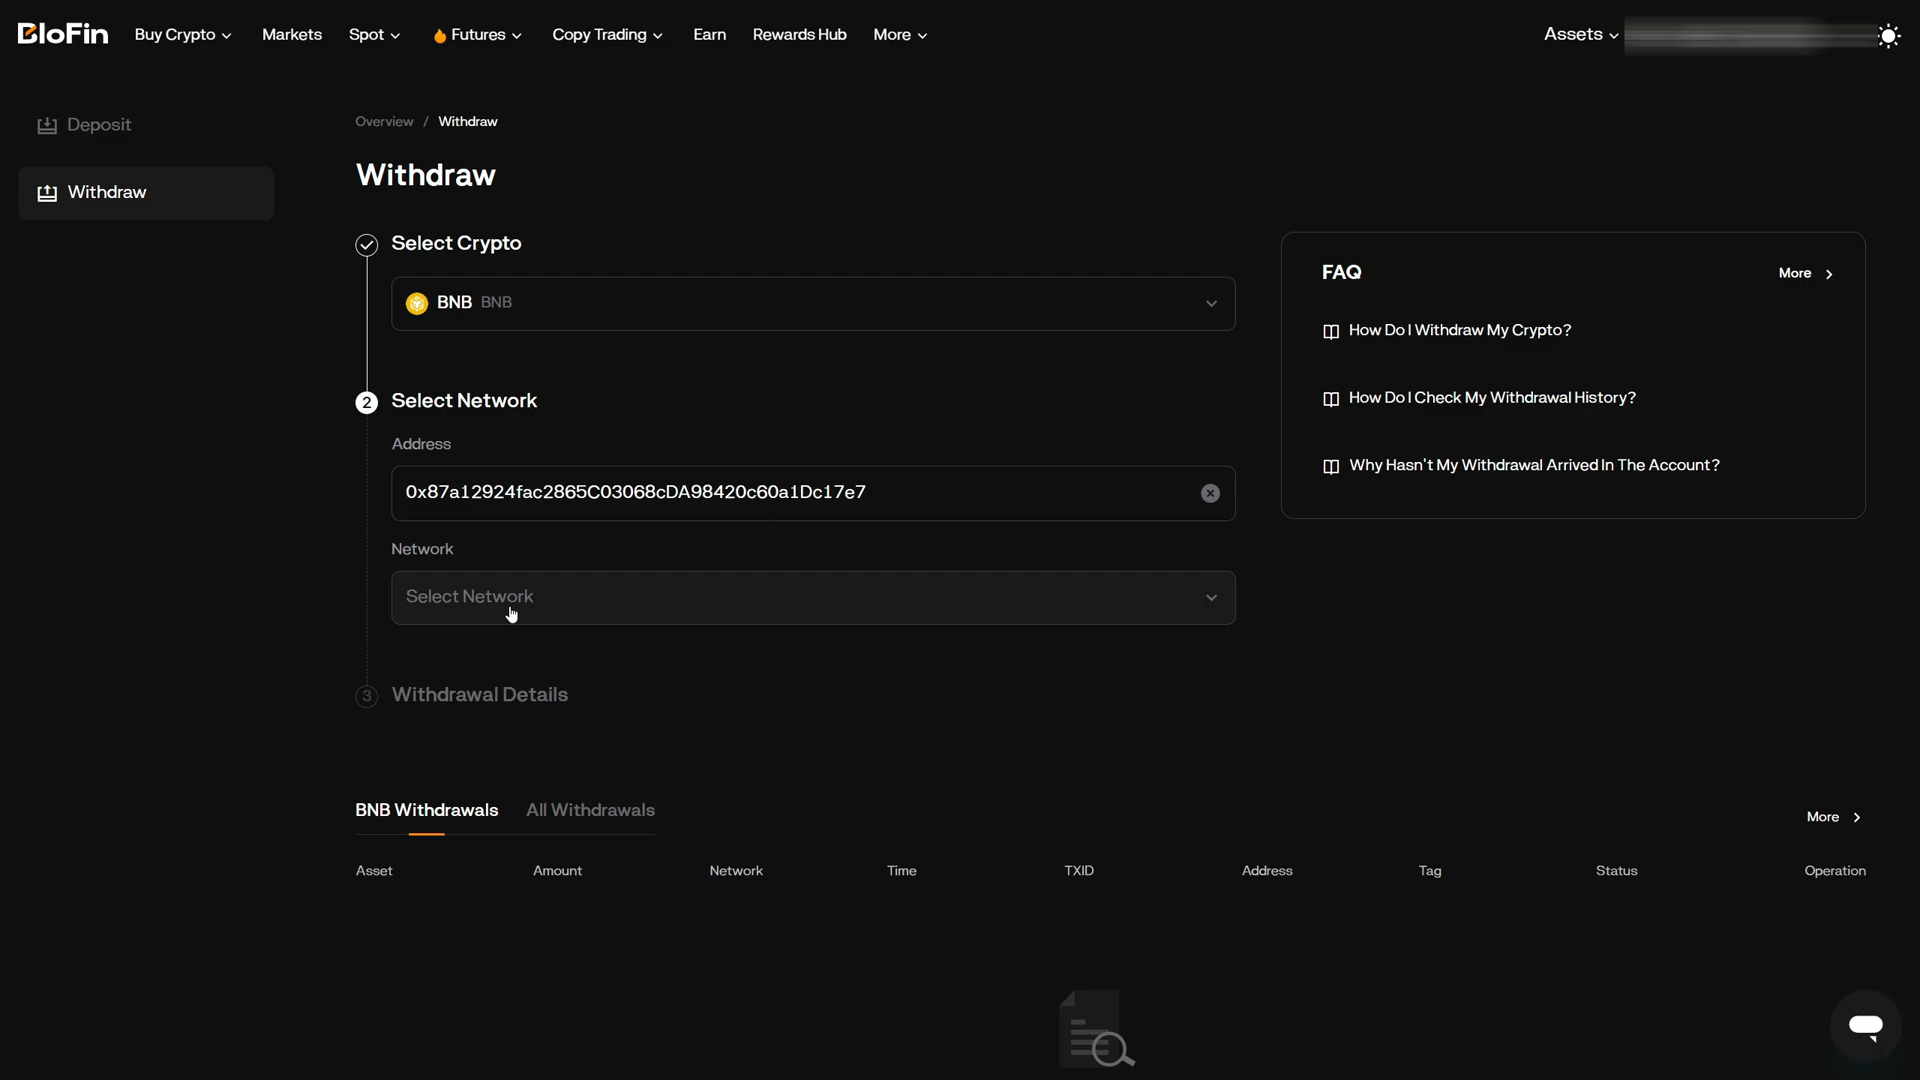 BloFin Buy Crypto Markets Spot Futures Copy Trading Earn Rewards Hub More Assets
Deposit
Withdraw
Overview / Withdraw
Withdraw
Select Crypto
BNB BNB
2 Select Network
Address
0x87a12924fac2865C03068cDA98420c60a1Dc17e7
Network
Select Network
3 Withdrawal Details
FAQ More
How Do I Withdraw My Crypto?
How Do I Check My Withdrawal History?
Why Hasn't My Withdrawal Arrived In The Account?
BNB Withdrawals All Withdrawals More
Asset Amount Network Time TXID Address Tag Status Operation